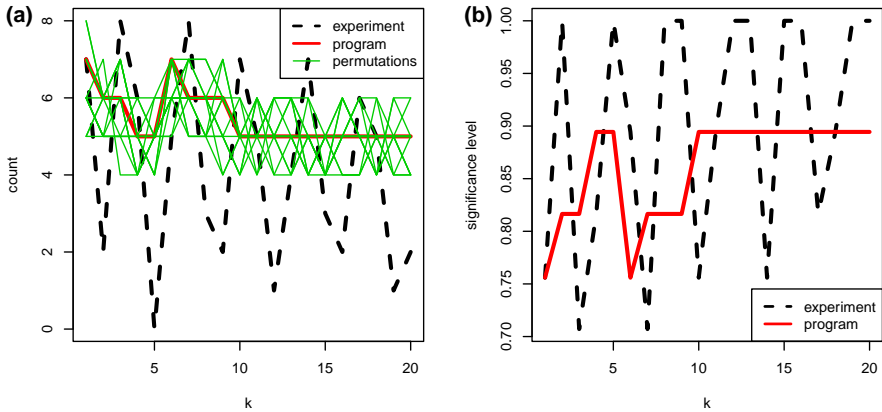 (a)
experiment
program
permutations
count
8
6
4
2
0
5
10
15
20
k
(b)
significance level
1.00
0.95
0.90
0.85
0.80
0.75
0.70
experiment
program
5
10
15
20
k